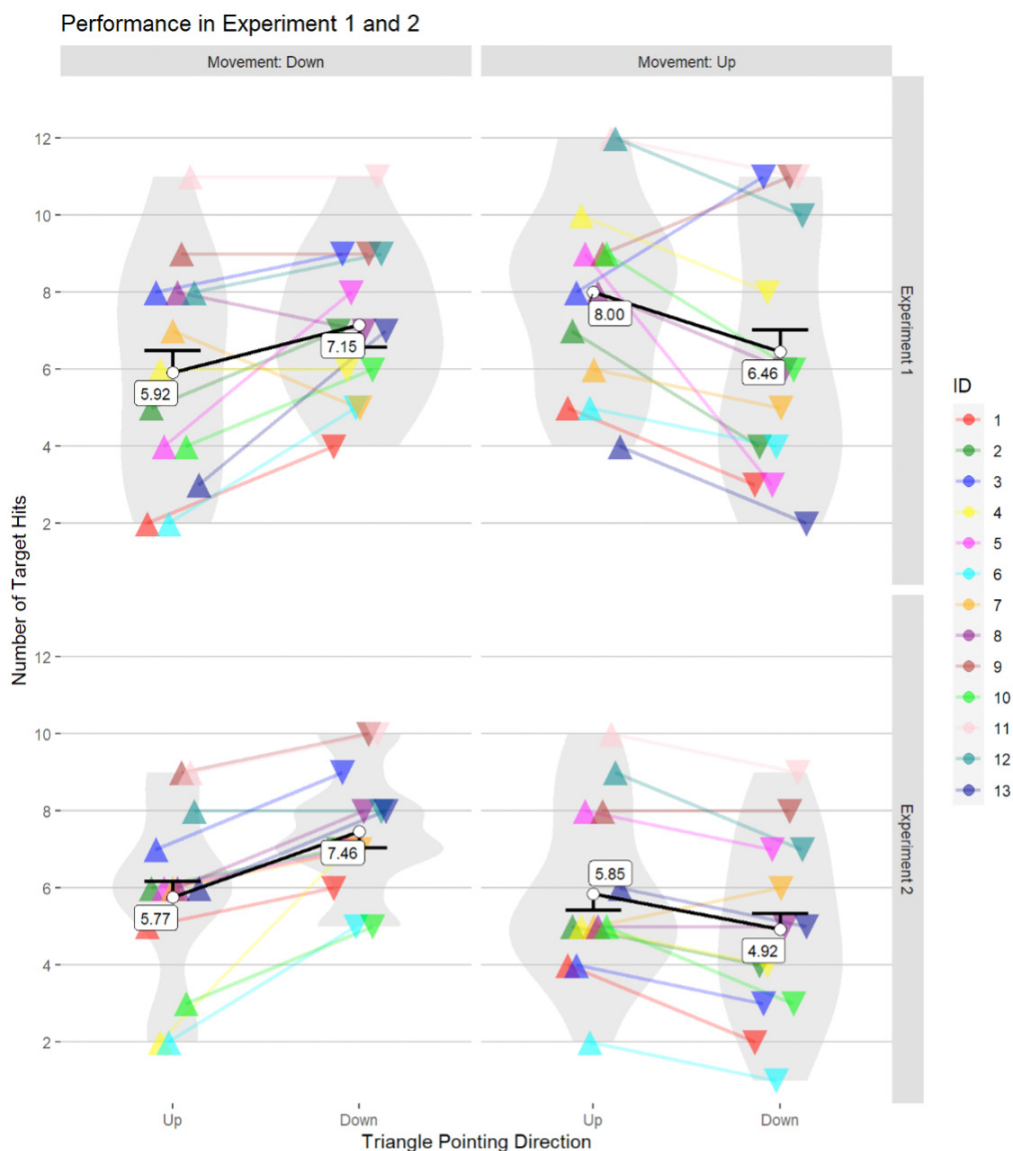 Performance in Experiment 1 and 2
Movement: Down
Movement: Up
12
10
8
6
4
2
5.92
7.15
8.00
6.46
Experiment 1
Number of Target Hits
12
10
8
6
4
2
5.77
7.46
5.85
4.92
Experiment 2
Up
Down
Up
Down
Triangle Pointing Direction
ID
1
2
3
4
5
6
7
8
9
10
11
12
13